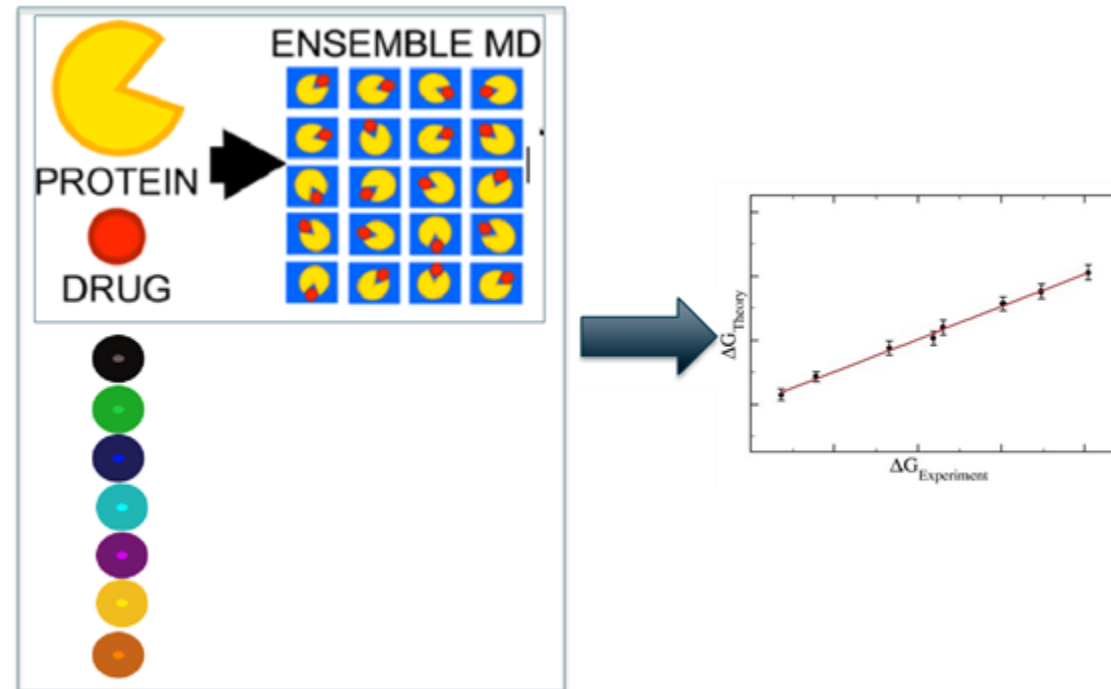 ENSEMBLE MD
PROTEIN
DRUG
ΔG_Theory
ΔG_Experiment